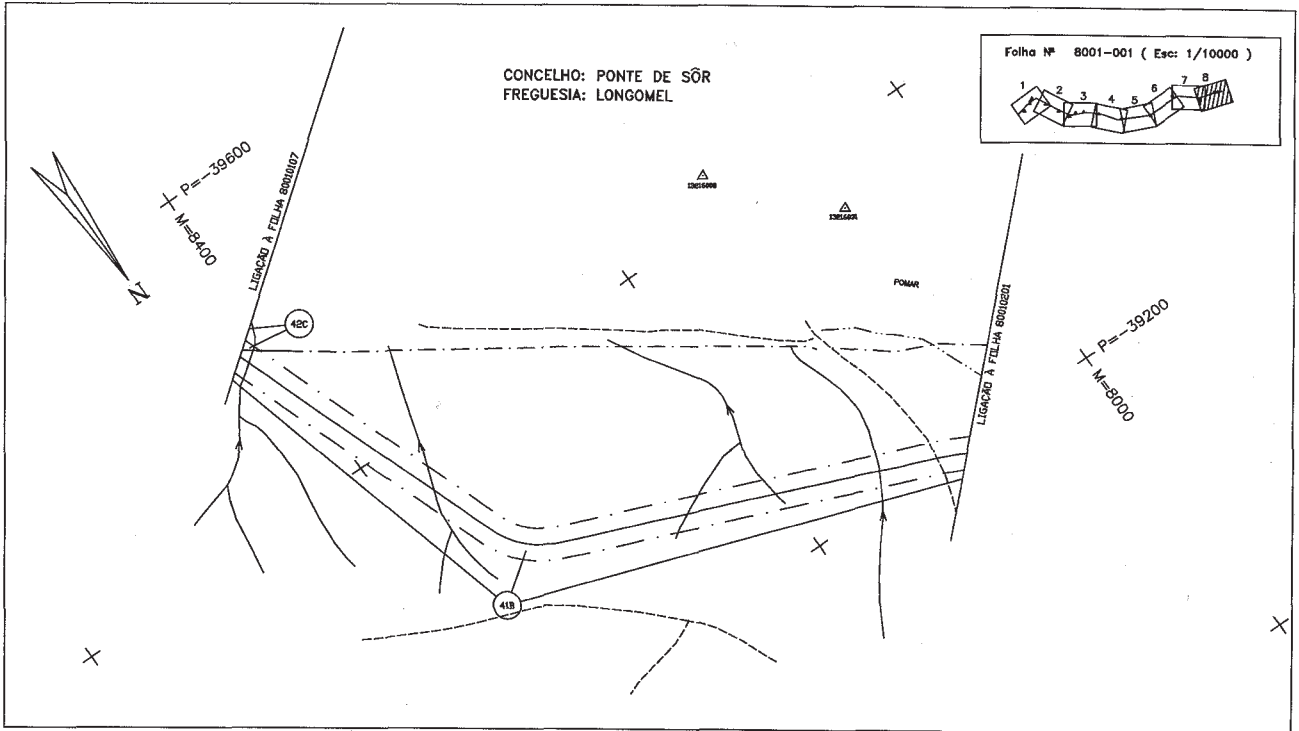 CONCELHO: PONTE DE SÔR
FREGUESIA: LONGOMEL
Folha Nº 8001-001 ( Esc: 1/10000 )
1 2 3 4 5 6 7 8
P=-39600
M=8400
LIGAÇÃO À FOLHA 80010107
N
42C
POMAR
LIGAÇÃO À FOLHA 80010201
P=-39200
M=8000
41B